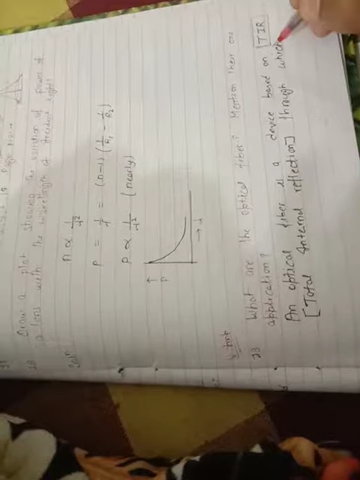 Draw a plot showing the variation of power of
a lens with the wavelength of incident light?
n ∝ 1/λ²
P = 1/f = (n-1) (1/R₁ - 1/R₂)
P ∝ 1/λ² (nearly)
↑
P
→ λ
23 What are the optical fiber? Mention their one
application?
An optical fiber is a device based on [TIR
[Total Internal reflection] through which